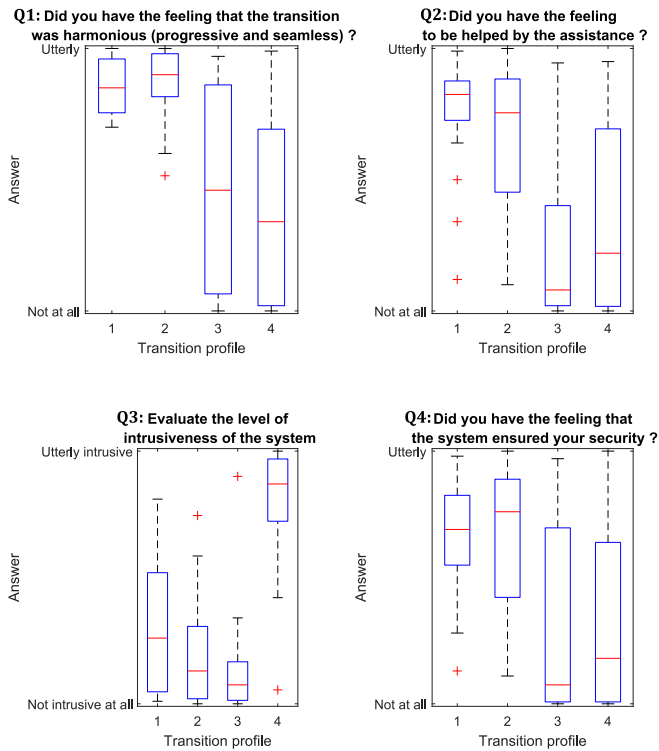 Q1: Did you have the feeling that the transition
was harmonious (progressive and seamless) ?
Utterly
Answer
Not at all
1 2 3 4
Transition profile
Q2: Did you have the feeling
to be helped by the assistance ?
Utterly
Answer
Not at all
1 2 3 4
Transition profile
Q3: Evaluate the level of
intrusiveness of the system
Utterly intrusive
Answer
Not intrusive at all
1 2 3 4
Transition profile
Q4: Did you have the feeling that
the system ensured your security ?
Utterly
Answer
Not at all
1 2 3 4
Transition profile